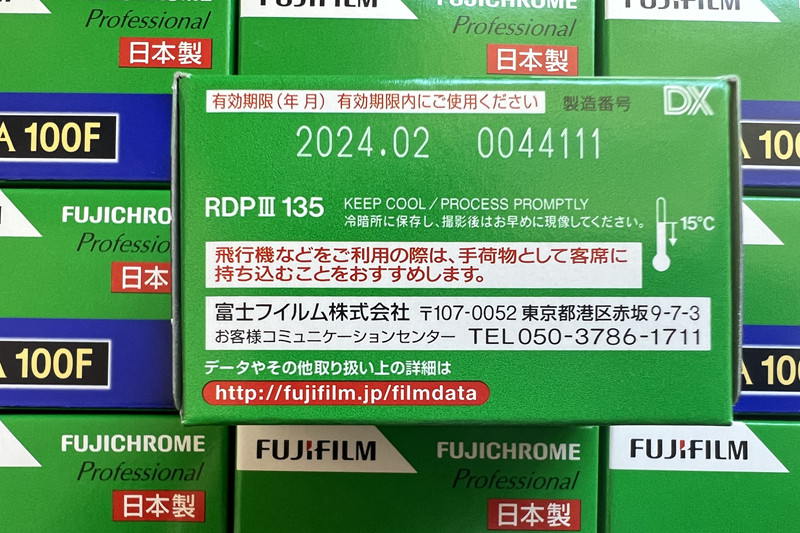 FUJIFILM
FUJIFILM
Professional
日本製
Professional
日本製
A 100F
有効期限(年 月) 有効期限内にご使用ください
製造番号
DX
2024.02 0044111
RDPⅢ 135
KEEP COOL/PROCESS PROMPTLY
冷暗所に保存し、撮影後はお早めに現像してください。
15℃
飛行機などをご利用の際は、手荷物として客席に
持ち込むことをおすすめします。
富士フイルム株式会社 〒107-0052 東京都港区赤坂9-7-3
お客様コミュニケーションセンター TEL050-3786-1711
データやその他取り扱い上の詳細は
http://fujifilm.jp/filmdata
100
FUJICHRO
Profession
日本
A 100F
100
FUJICHROME
Professional
日本製
FUJIFILM
FUJICHROME
Professional
日本製
FUJIFILM